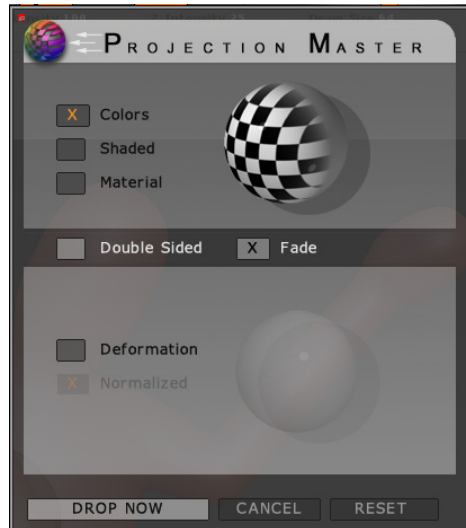 PROJECTION MASTER
X Colors
Shaded
Material
Double Sided X Fade
Deformation
X Normalized
DROP NOW CANCEL RESET